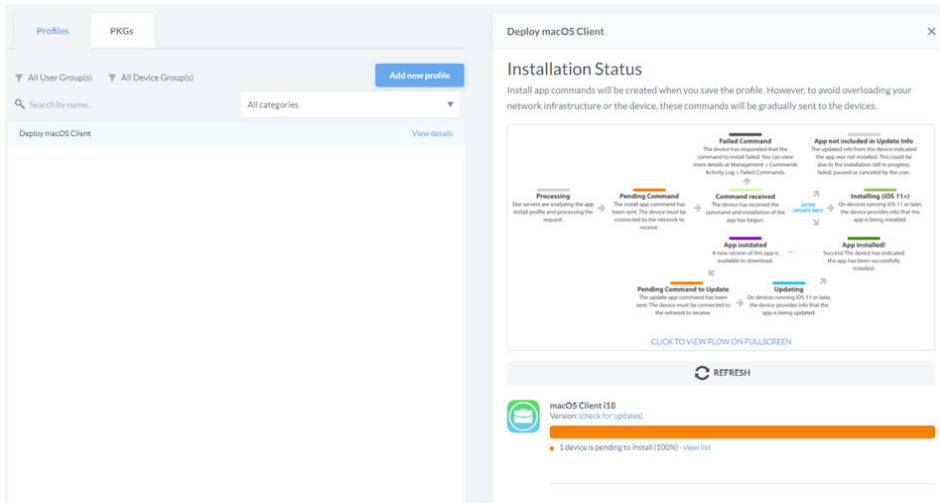 Profiles
PKGs
All User Group(s)
All Device Group(s)
Add new profile
Search by name...
All categories
Deploy macOS Client
View details
Deploy macOS Client
Installation Status
Install app commands will be created when you save the profile. However, to avoid overloading your
network infrastructure or the device, these commands will be gradually sent to the devices.
Failed Command
The device has responded that the
command to install failed. You can view
more details at Management > Commands
Activity Log > Failed Commands.
App not included in Update Info
The updated info from the device indicated
the app was not installed. This could be
due to the installation still in progress,
failed, paused or canceled by the user.
Processing
Our servers are analyzing the app
install profile and processing the
request.
Pending Command
The install app command has
been sent. The device must be
connected to the network to
receive.
Command received
The device has received the
command and installation of the
app has begun.
AFTER
UPDATE INFO
Installing (iOS 11+)
On devices running iOS 11 or later,
the device provides info that the
app is being installed.
App outdated
A new version of this app is
available to download.
App installed!
Success! The device has indicated
the app has been successfully
installed.
Pending Command to Update
The update app command has been
sent. The device must be connected to
the network to receive.
Updating
On devices running iOS 11 or later,
the device provides info that the
app is being updated.
CLICK TO VIEW FLOW ON FULLSCREEN
REFRESH
macOS Client i18
Version: (check for updates)
1 device is pending to install (100%) - view list